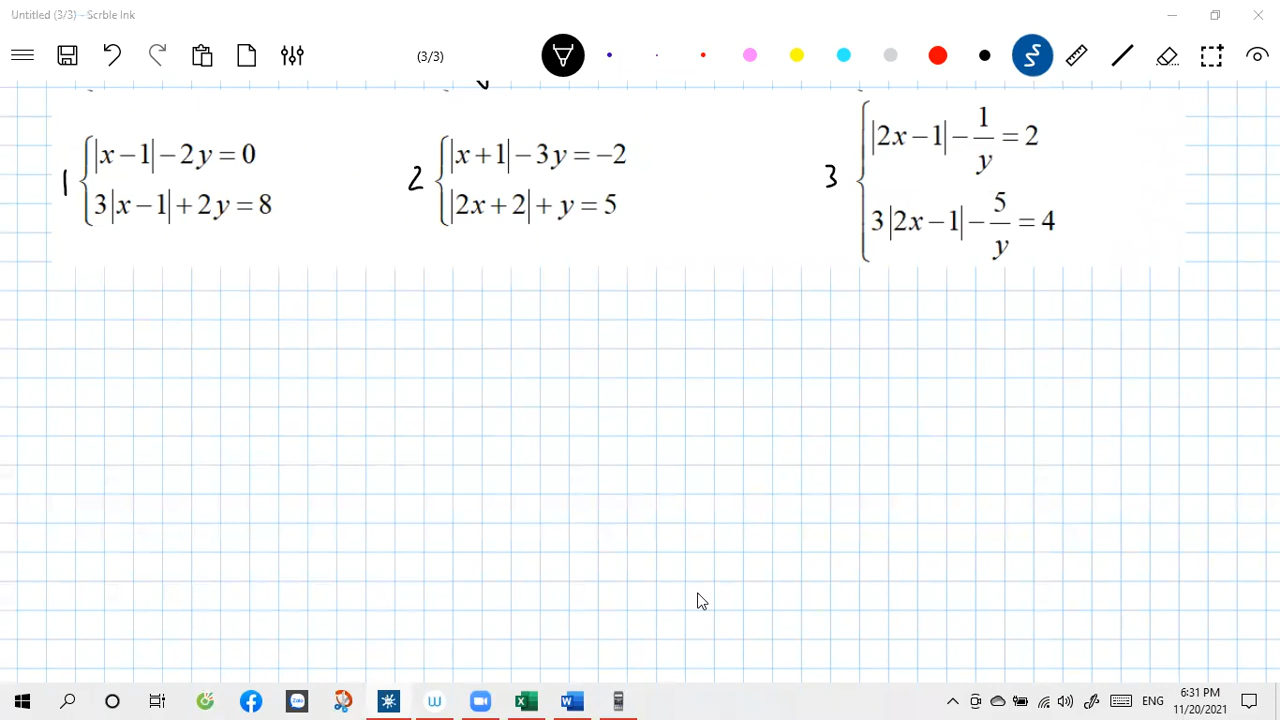 Untitled (3/3) – Scrble Ink
(3/3)
1 {|x − 1| − 2y = 0
3|x − 1| + 2y = 8
2 {|x + 1| − 3y = −2
|2x + 2| + y = 5
3 {|2x − 1| − 1/y = 2
3|2x − 1| − 5/y = 4
Zalo
ENG
6:31 PM
11/20/2021